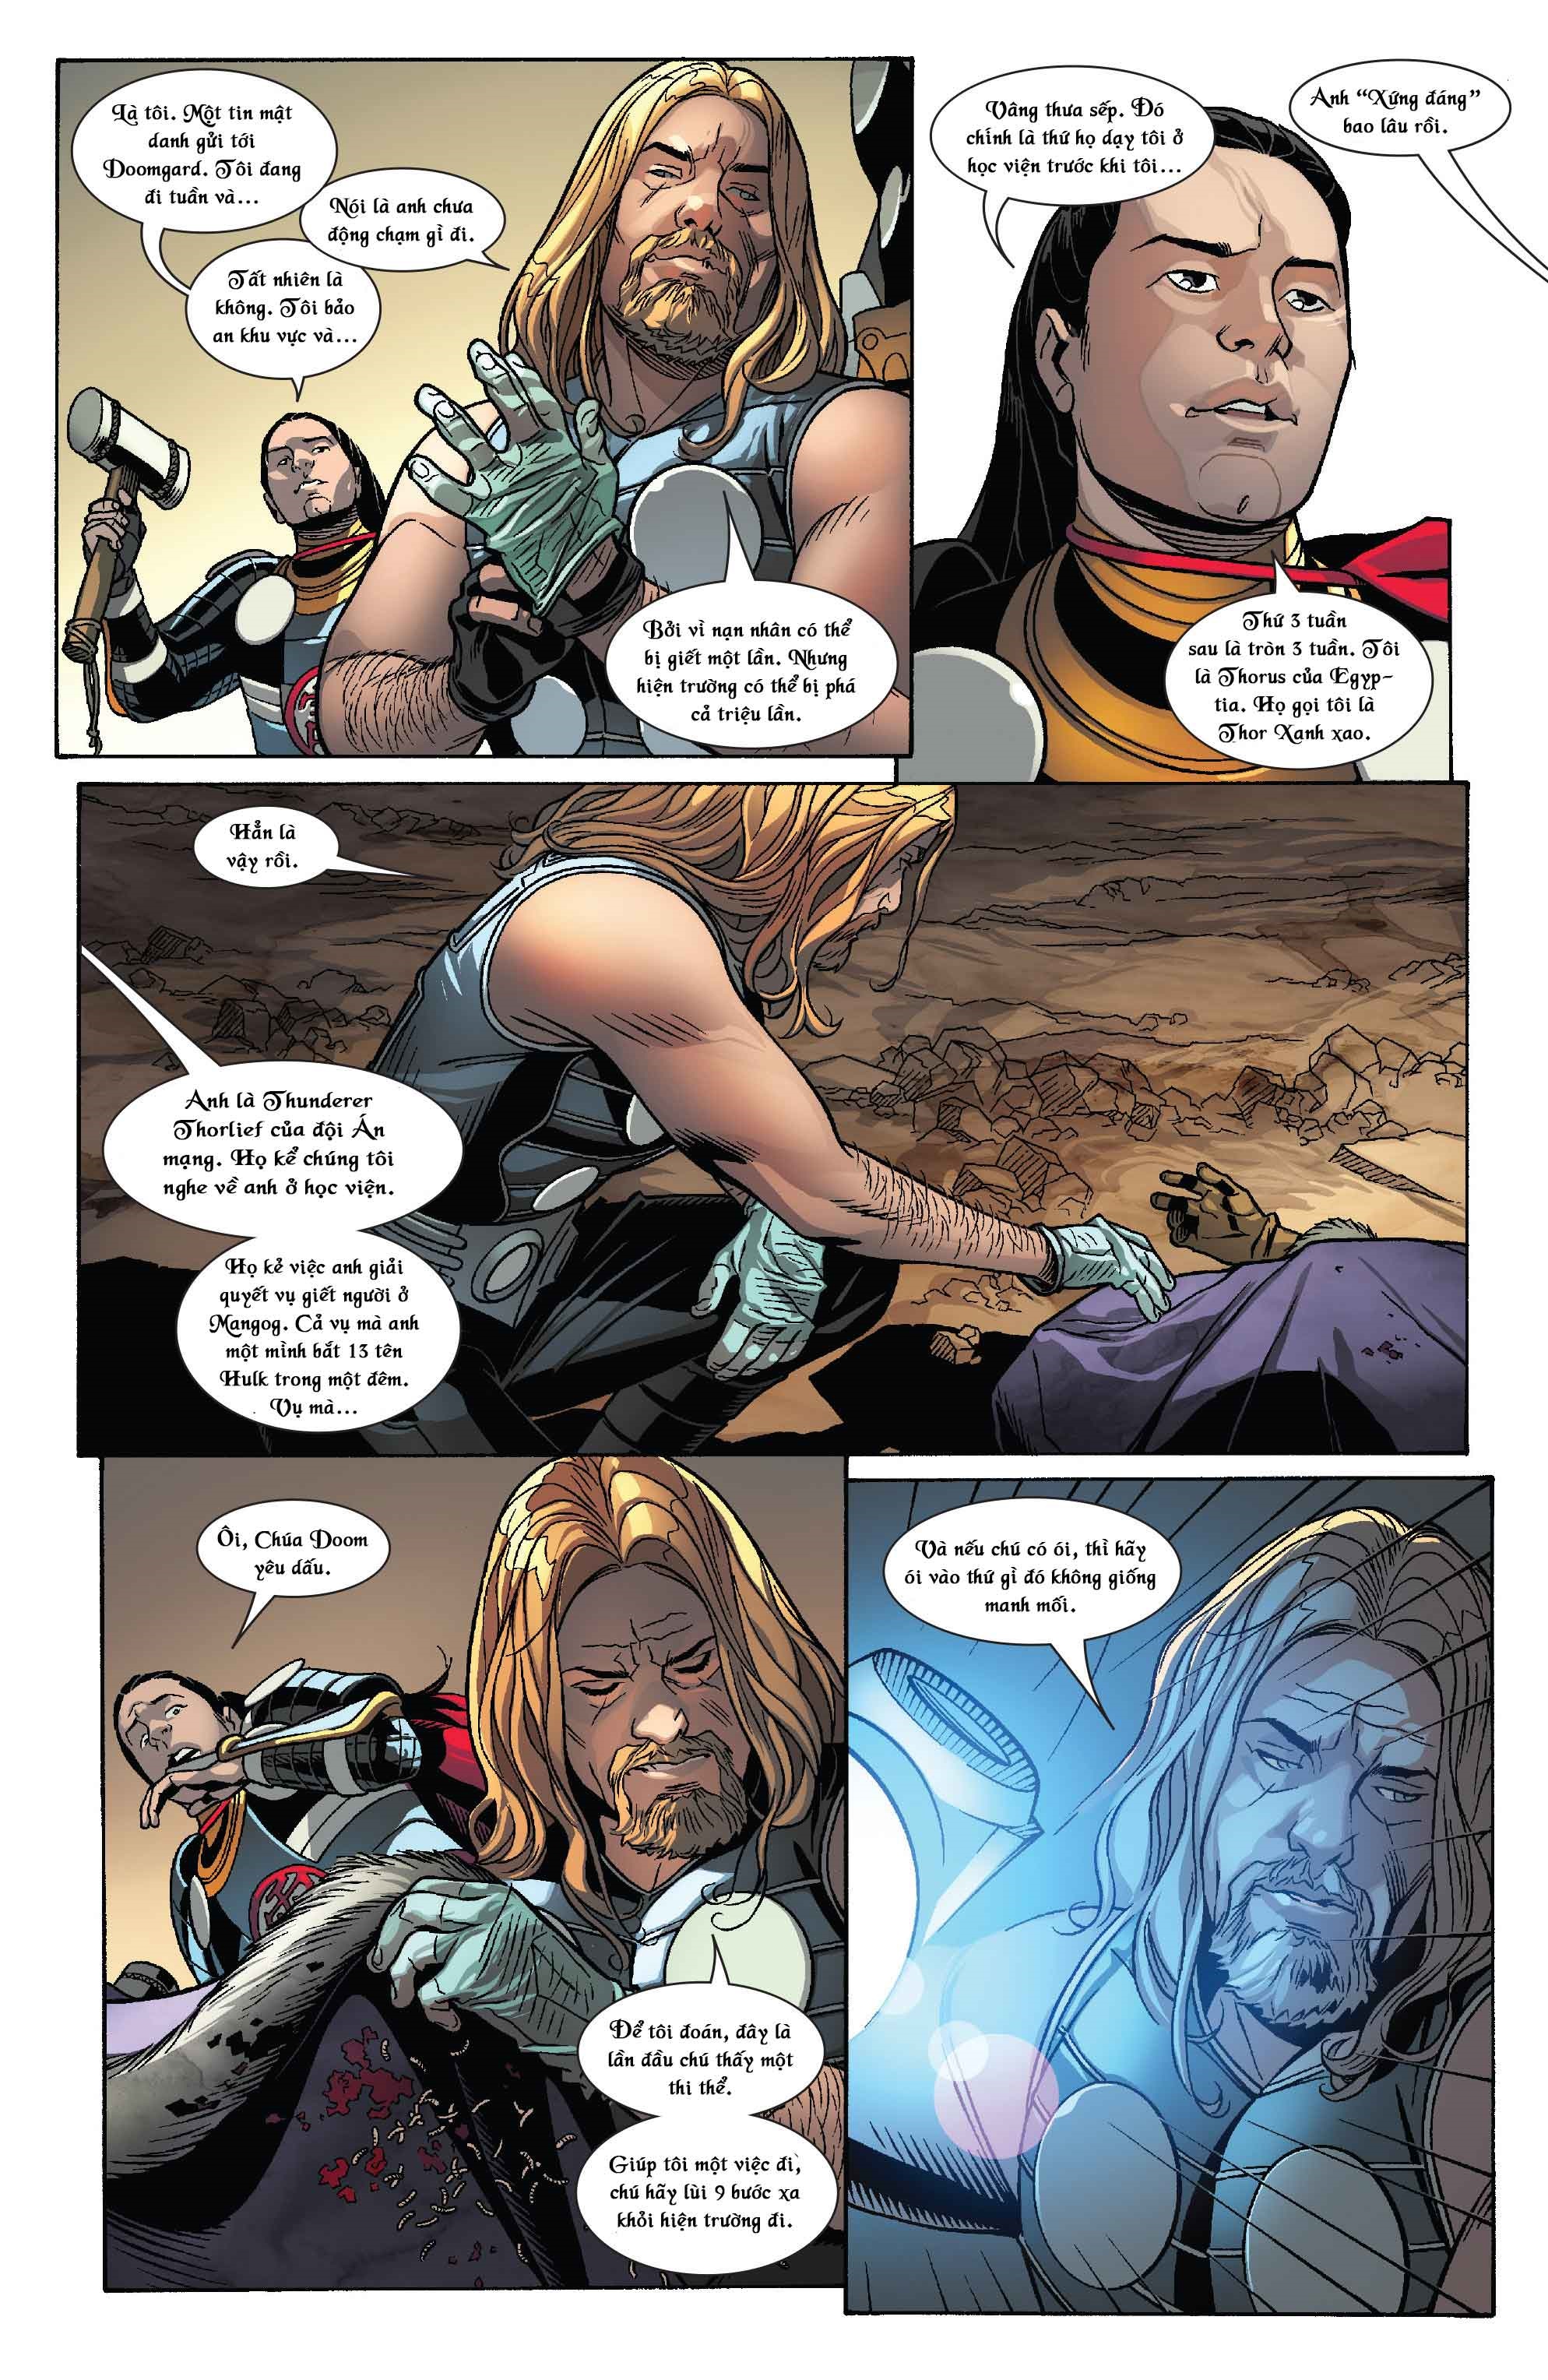 Là tôi. Một tin mật
danh gửi tới
Doomgard. Tôi đang
đi tuần và...
Nói là anh chưa
động chạm gì đi.
Tất nhiên là
không. Tôi bảo
an khu vực và...
Bởi vì nạn nhân có thể
bị giết một lần. Nhưng
hiện trường có thể bị phá
cả triệu lần.
Vâng thưa sếp. Đó
chính là thứ họ dạy tôi ở
học viện trước khi tôi...
Anh “Xứng đáng”
bao lâu rồi.
Thứ 3 tuần
sau là tròn 3 tuần. Tôi
là Thorus của Egyp-
tia. Họ gọi tôi là
Thor Xanh xao.
Hẳn là
vậy rồi.
Anh là Thunderer
Thorlief của đội Án
mạng. Họ kể chúng tôi
nghe về anh ở học viện.
Họ kẻ việc anh giải
quyết vụ giết người ở
Mangog. Cả vụ mà anh
một mình bắt 13 tên
Hulk trong một đêm.
Vụ mà...
Ôi, Chúa Doom
yêu dấu.
Để tôi đoán, đây là
lần đầu chú thấy một
thi thể.
Giúp tôi một việc đi,
chú hãy lùi 9 bước xa
khỏi hiện trường đi.
Và nếu chú có ói, thì hãy
ói vào thứ gì đó không giống
manh mối.